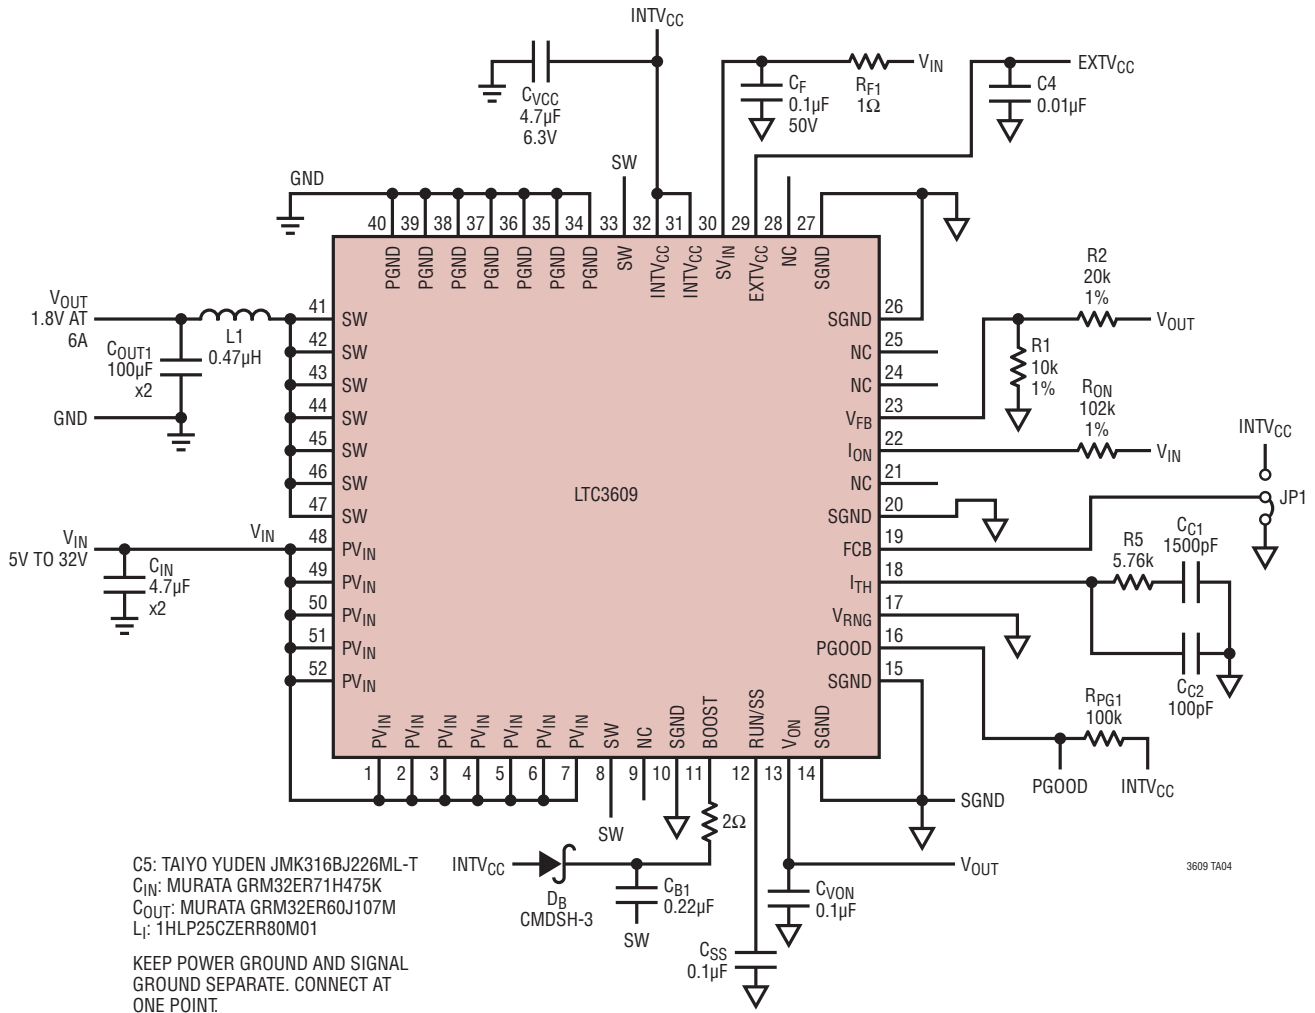 INTVCC
CVCC
4.7µF
6.3V
CF
0.1µF
50V
RF1
1Ω
VIN
EXTVCC
C4
0.01µF
SW
GND
40 39 38 37 36 35 34 33 32 31 30 29 28 27
PGND PGND PGND PGND PGND PGND PGND SW INTVCC INTVCC SVIN EXTVCC NC SGND
VOUT
1.8V AT
6A
COUT1
100µF
x2
L1
0.47µH
GND
41 SW
42 SW
43 SW
44 SW
45 SW
46 SW
47 SW
48 PVIN
49 PVIN
50 PVIN
51 PVIN
52 PVIN
VIN
5V TO 32V
VIN
CIN
4.7µF
x2
LTC3609
SGND 26
NC 25
NC 24
VFB 23
ION 22
NC 21
SGND 20
FCB 19
ITH 18
VRNG 17
PGOOD 16
SGND 15
R2
20k
1%
VOUT
R1
10k
1%
RON
102k
1%
VIN
INTVCC
JP1
R5
5.76k
CC1
1500pF
CC2
100pF
RPG1
100k
PGOOD
INTVCC
PVIN PVIN PVIN PVIN PVIN PVIN PVIN SW NC SGND BOOST RUN/SS VON SGND
1 2 3 4 5 6 7 8 9 10 11 12 13 14
SGND
SW
2Ω
INTVCC
DB
CMDSH-3
CB1
0.22µF
SW
VOUT
CVON
0.1µF
CSS
0.1µF
3609 TA04
C5: TAIYO YUDEN JMK316BJ226ML-T
CIN: MURATA GRM32ER71H475K
COUT: MURATA GRM32ER60J107M
LI: 1HLP25CZERR80M01
KEEP POWER GROUND AND SIGNAL
GROUND SEPARATE. CONNECT AT
ONE POINT.